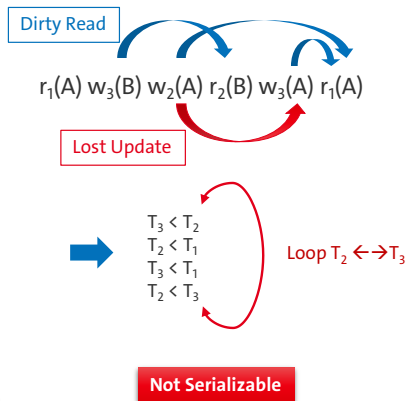 Dirty Read
r₁(A) w₃(B) w₂(A) r₂(B) w₃(A) r₁(A)
Lost Update
T₃ < T₂
T₂ < T₁
T₃ < T₁
T₂ < T₃
Loop T₂ ←→T₃
Not Serializable